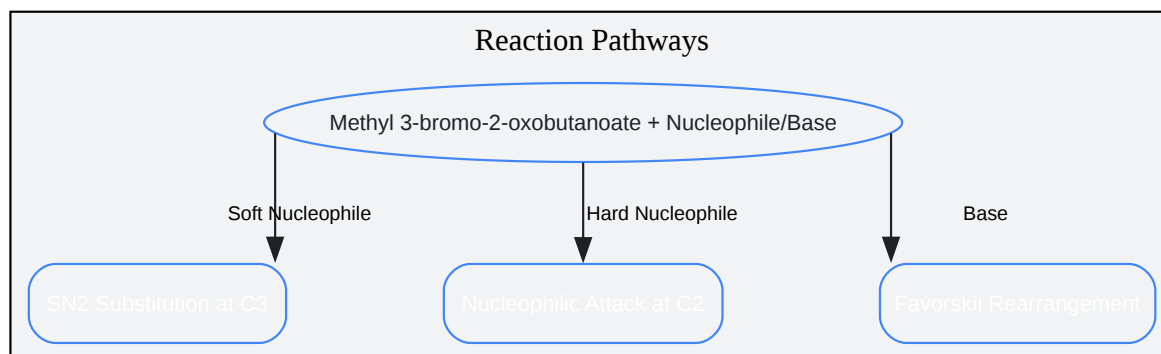 Reaction Pathways
Methyl 3-bromo-2-oxobutanoate + Nucleophile/Base
Soft Nucleophile
Hard Nucleophile
Base
SN2 Substitution at C3
Nucleophilic Attack at C2
Favorskii Rearrangement